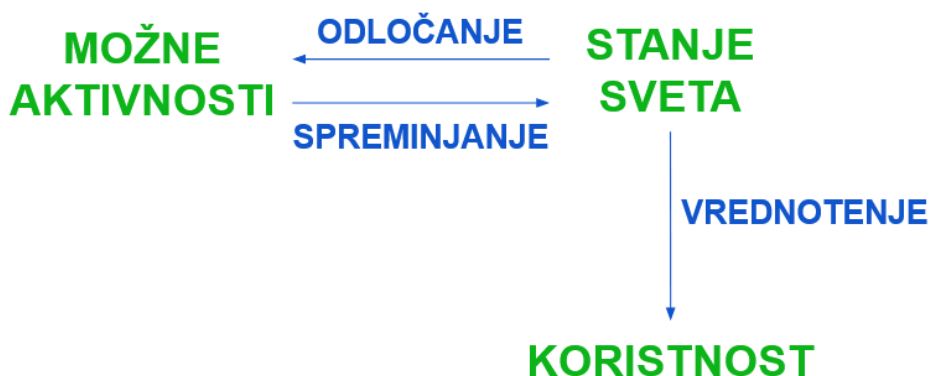 MOŽNE
AKTIVNOSTI
ODLOČANJE
SPREMINJANJE
STANJE
SVETA
VREDNOTENJE
KORISTNOST